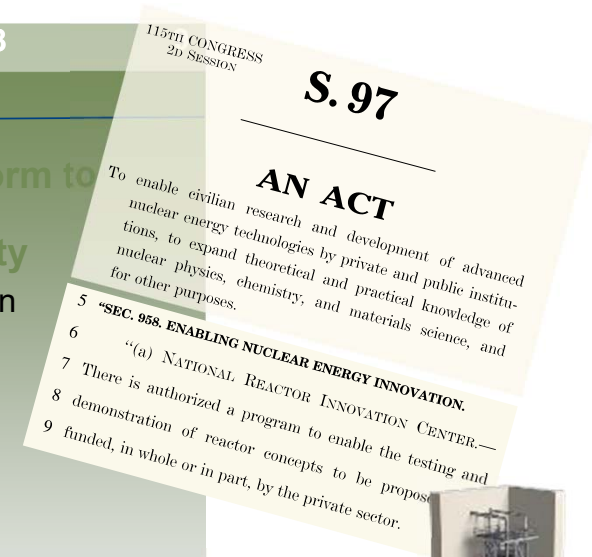 3
orm to
ty
n
115TH CONGRESS
2D SESSION
S. 97
AN ACT
To enable civilian research and development of advanced
nuclear energy technologies by private and public institu-
tions, to expand theoretical and practical knowledge of
nuclear physics, chemistry, and materials science, and
for other purposes.
5 “SEC. 958. ENABLING NUCLEAR ENERGY INNOVATION.
6 “(a) NATIONAL REACTOR INNOVATION CENTER.—
7 There is authorized a program to enable the testing and
8 demonstration of reactor concepts to be propose
9 funded, in whole or in part, by the private sector.